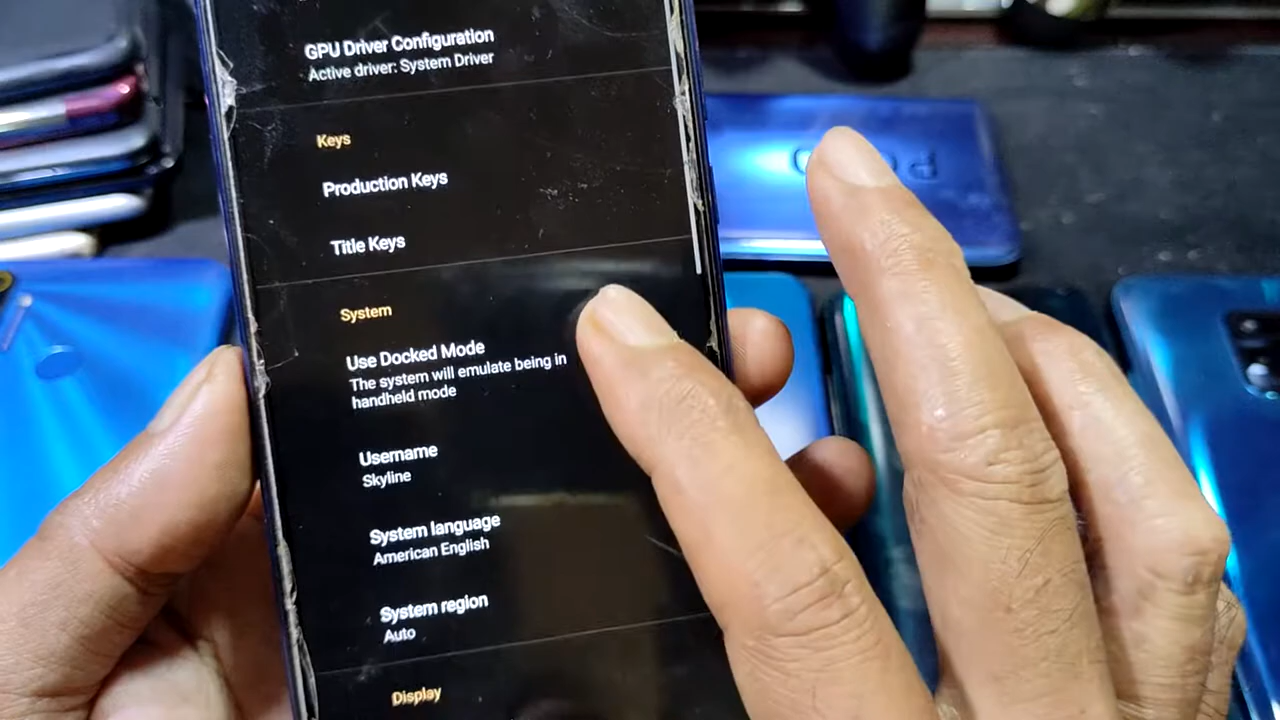 GPU Driver Configuration
Active driver: System Driver
Keys
Production Keys
Title Keys
System
Use Docked Mode
The system will emulate being in
handheld mode
Username
Skyline
System language
American English
System region
Auto
Display